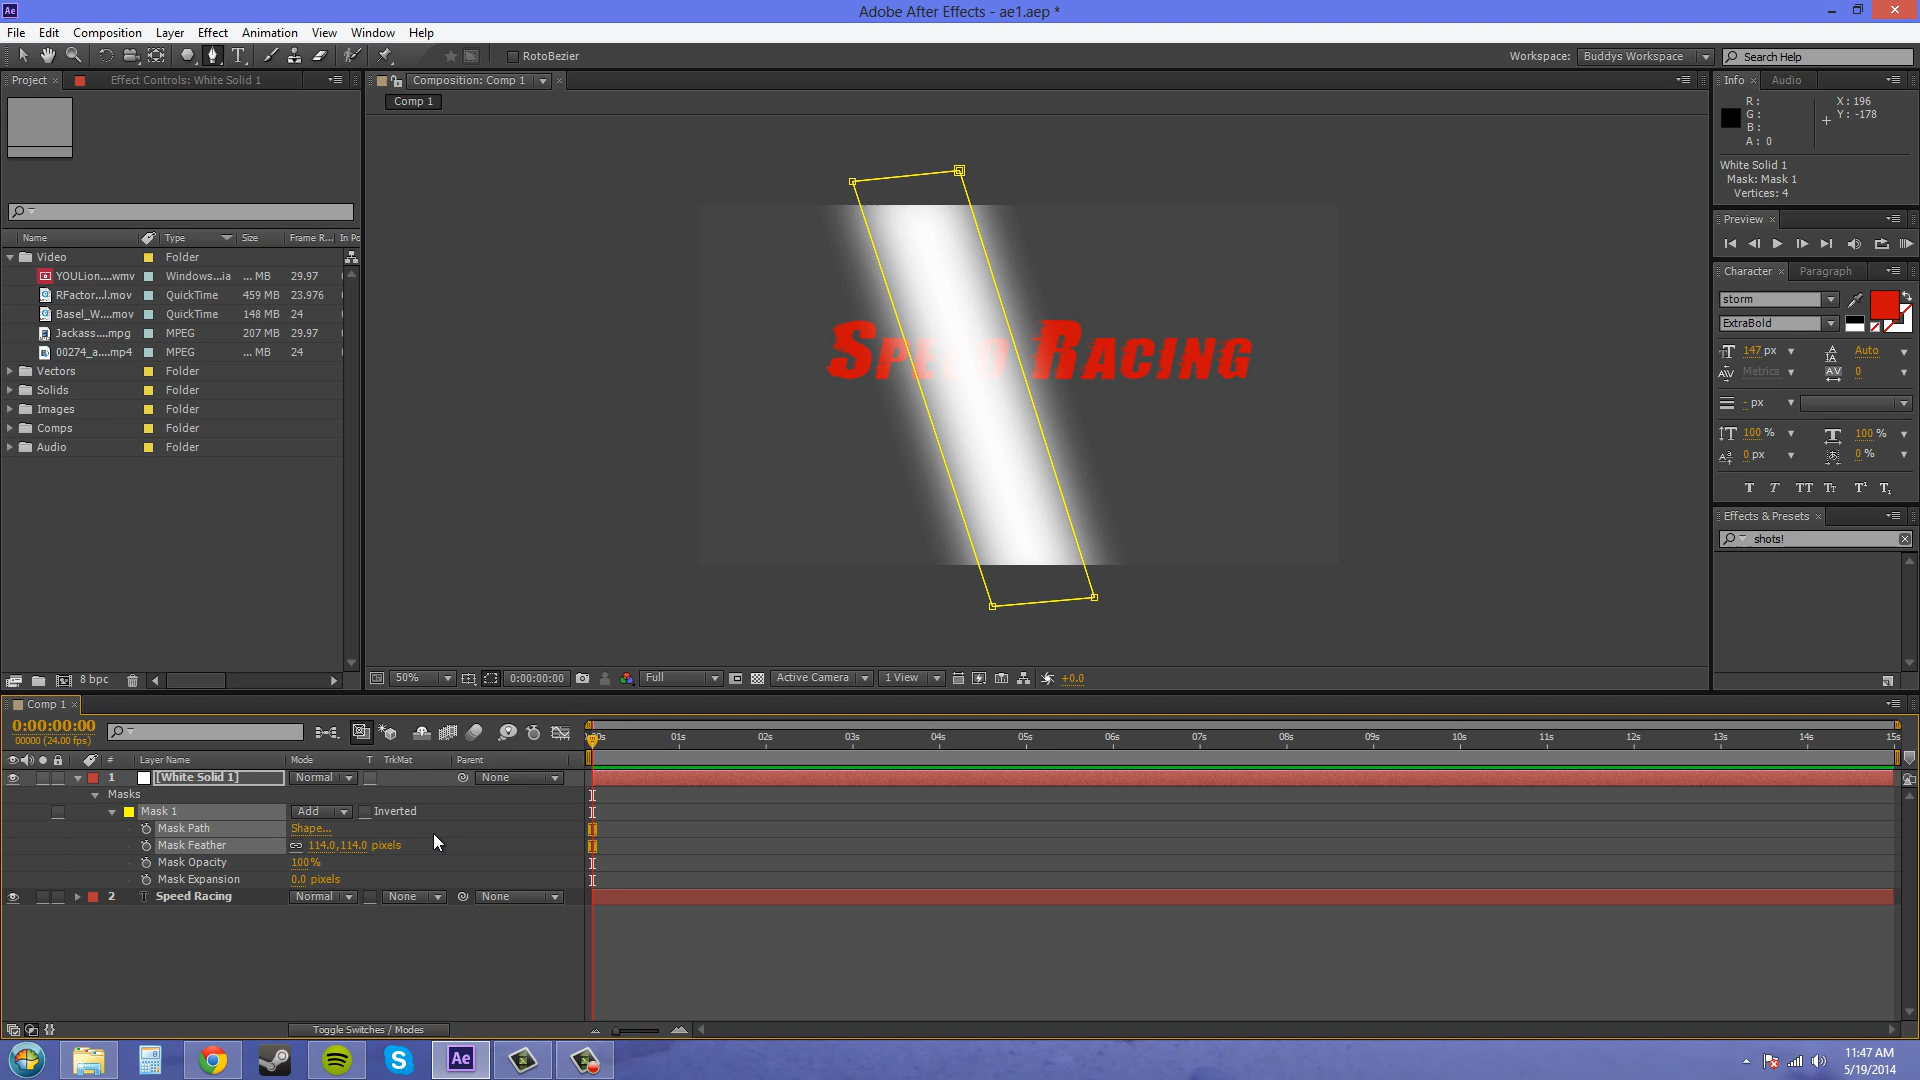 Ae
Adobe After Effects - ae1.aep *
File Edit Composition Layer Effect Animation View Window Help
RotoBezier
Workspace: Buddys Workspace
Search Help
Project × Effect Controls: White Solid 1
Composition: Comp 1
Comp 1
Info × Audio
R:
G:
B:
A: 0
X: 196
Y: -178
White Solid 1
Mask: Mask 1
Vertices: 4
Preview ×
Character × Paragraph
storm
ExtraBold
147 px
Auto
Metrics
0
- px
100 %
100 %
0 px
0 %
T T TT Tt T¹ T₁
Effects & Presets ×
shots!
Name Type Size Frame R... In Po
Video Folder
YOULion....wmv Windows...ia ... MB 29.97
RFactor...l.mov QuickTime 459 MB 23.976
Basel_W....mov QuickTime 148 MB 24
Jackass....mpg MPEG 207 MB 29.97
00274_a....mp4 MPEG ... MB 24
Vectors Folder
Solids Folder
Images Folder
Comps Folder
Audio Folder
8 bpc
Speed Racing
50% 0:00:00:00 Full Active Camera 1 View +0.0
Comp 1 ×
0:00:00:00
00000 (24.00 fps)
01s 02s 03s 04s 05s 06s 07s 08s 09s 10s 11s 12s 13s 14s 15s
# Layer Name Mode T TrkMat Parent
1 [White Solid 1] Normal None
Masks
Mask 1 Add Inverted
Mask Path Shape...
Mask Feather 114.0,114.0 pixels
Mask Opacity 100%
Mask Expansion 0.0 pixels
2 T Speed Racing Normal None None
Toggle Switches / Modes
Ae
11:47 AM
5/19/2014